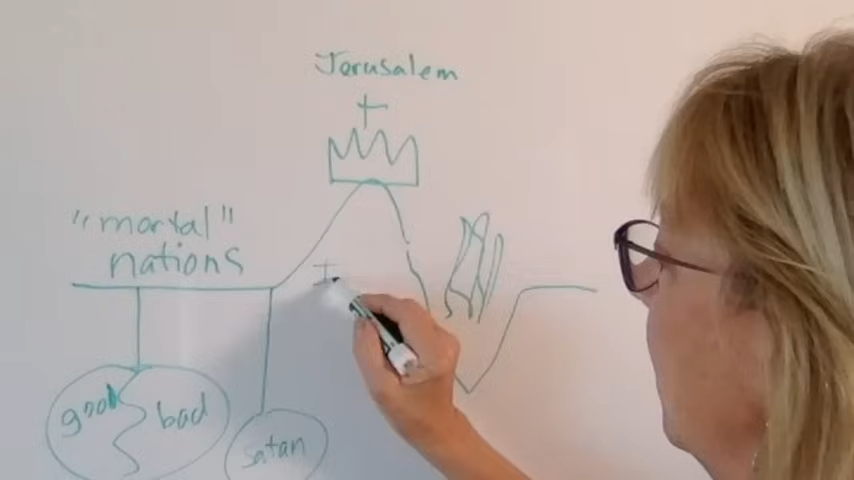 Jerusalem
"mortal"
nations
good bad
satan